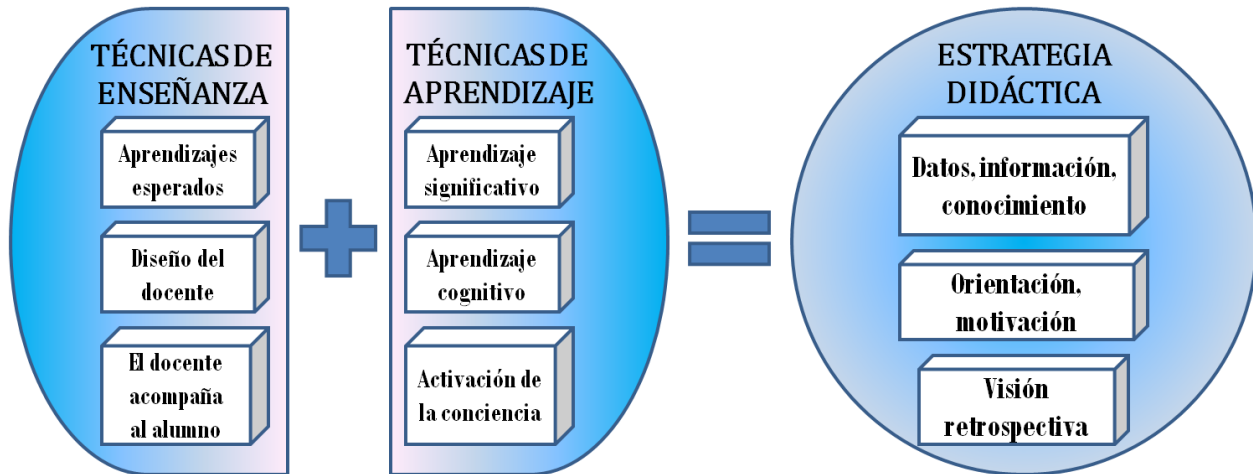 TÉCNICAS DE
ENSEÑANZA
Aprendizajes
esperados
Diseño del
docente
El docente
acompaña
al alumno
TÉCNICAS DE
APRENDIZAJE
Aprendizaje
significativo
Aprendizaje
cognitivo
Activación de
la conciencia
ESTRATEGIA
DIDÁCTICA
Datos, información,
conocimiento
Orientación,
motivación
Visión
retrospectiva